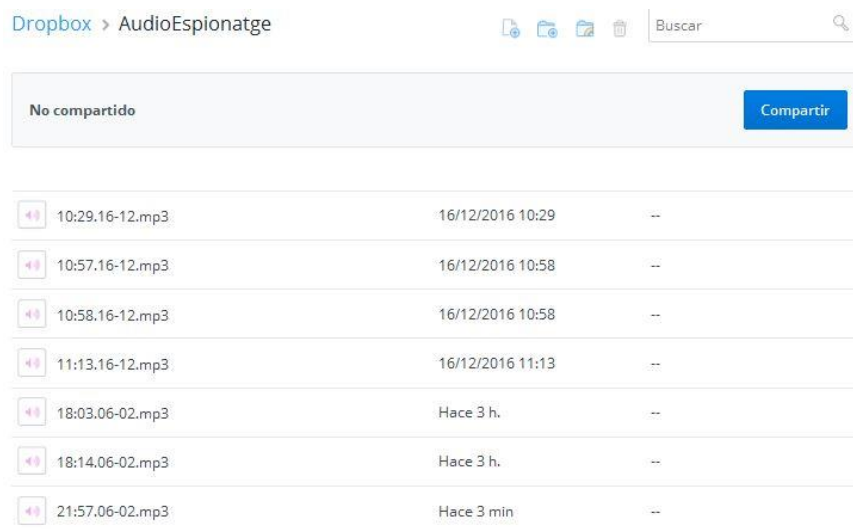 Dropbox > AudioEspionatge
Buscar
No compartido
Compartir
10:29.16-12.mp3 16/12/2016 10:29 --
10:57.16-12.mp3 16/12/2016 10:58 --
10:58.16-12.mp3 16/12/2016 10:58 --
11:13.16-12.mp3 16/12/2016 11:13 --
18:03.06-02.mp3 Hace 3 h. --
18:14.06-02.mp3 Hace 3 h. --
21:57.06-02.mp3 Hace 3 min --